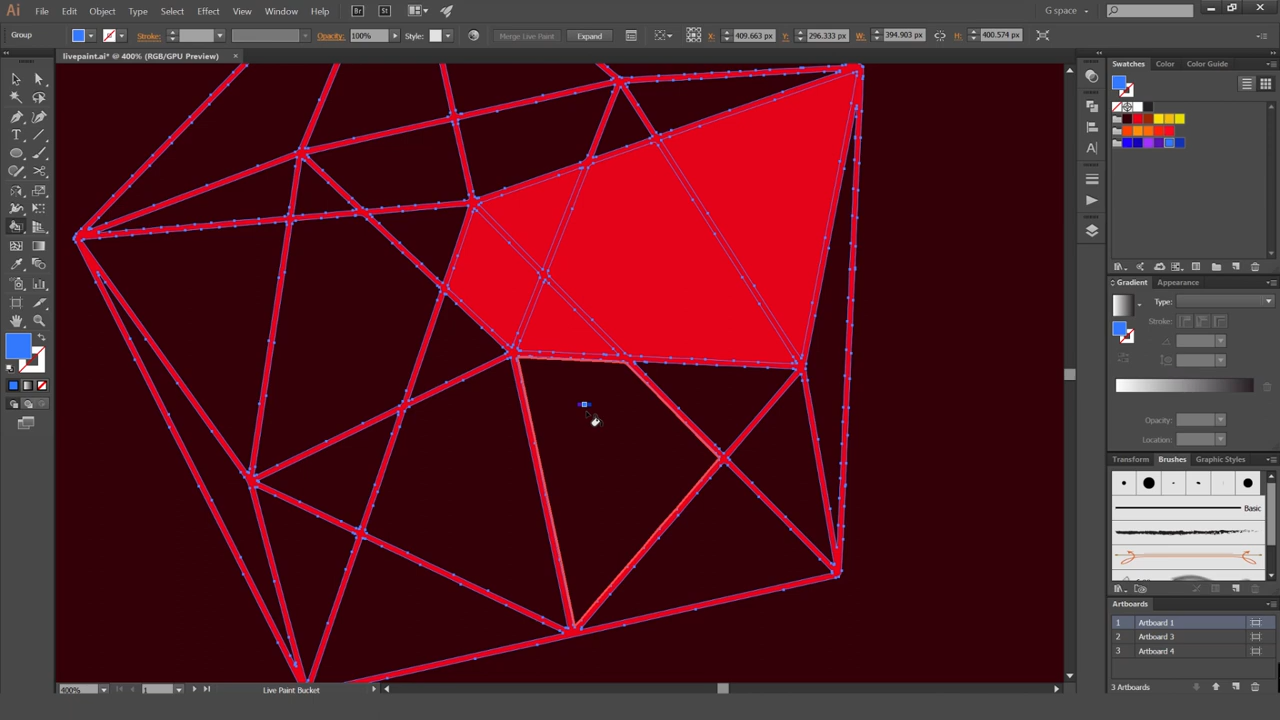 Ai File Edit Object Type Select Effect View Window Help Br St G space
Group Stroke: Opacity: 100% Style: Merge Live Paint Expand X: 409.663 px Y: 296.333 px W: 394.903 px H: 400.574 px
livepaint.ai* @ 400% (RGB/GPU Preview) ×
Swatches Color Color Guide
Gradient Appearance
Type:
Stroke:
Opacity:
Location:
Transform Brushes Graphic Styles
Basic
Artboards
1 Artboard 1
2 Artboard 3
3 Artboard 4
3 Artboards
400% 1 Live Paint Bucket